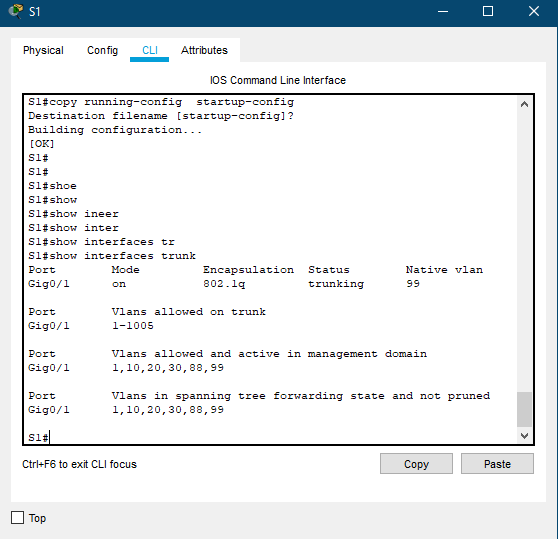 S1
Physical Config CLI Attributes
IOS Command Line Interface
S1#copy running-config  startup-config
Destination filename [startup-config]?
Building configuration...
[OK]
S1#
S1#
S1#shoe
S1#show
S1#show ineer
S1#show inter
S1#show interfaces tr
S1#show interfaces trunk
Port        Mode         Encapsulation  Status        Native vlan
Gig0/1      on           802.1q         trunking      99
Port        Vlans allowed on trunk
Gig0/1      1-1005
Port        Vlans allowed and active in management domain
Gig0/1      1,10,20,30,88,99
Port        Vlans in spanning tree forwarding state and not pruned
Gig0/1      1,10,20,30,88,99
S1#
Ctrl+F6 to exit CLI focus
Copy Paste
Top